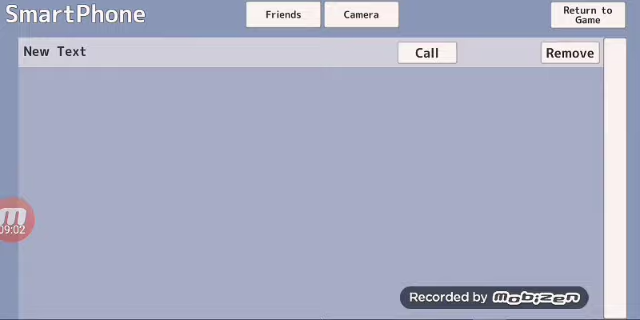 SmartPhone
Friends
Camera
Return to
Game
New Text
Call
Remove
09:02
Recorded by mobizen